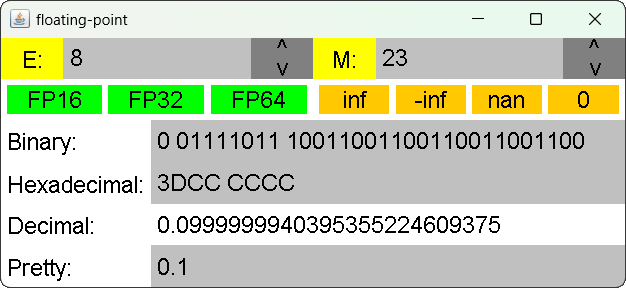 floating-point
E: 8 ^ v M: 23 ^ v
FP16 FP32 FP64 inf -inf nan 0
Binary: 0 01111011 10011001100110011001100
Hexadecimal: 3DCC CCCC
Decimal: 0.0999999940395355224609375
Pretty: 0.1